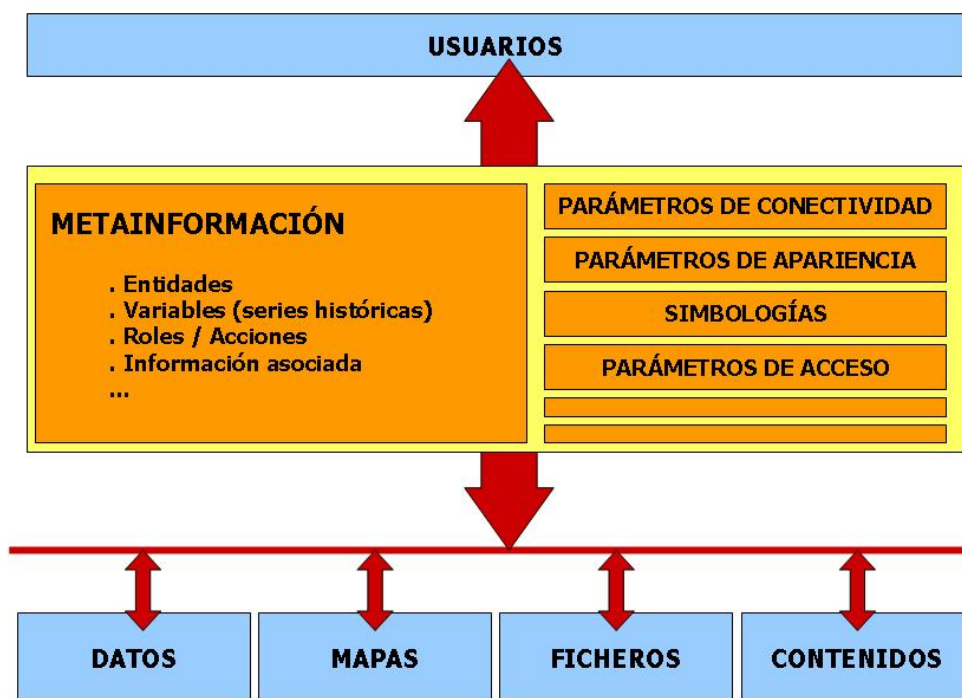 USUARIOS
METAINFORMACIÓN
. Entidades
. Variables (series históricas)
. Roles / Acciones
. Información asociada
...
PARÁMETROS DE CONECTIVIDAD
PARÁMETROS DE APARIENCIA
SIMBOLOGÍAS
PARÁMETROS DE ACCESO
DATOS
MAPAS
FICHEROS
CONTENIDOS